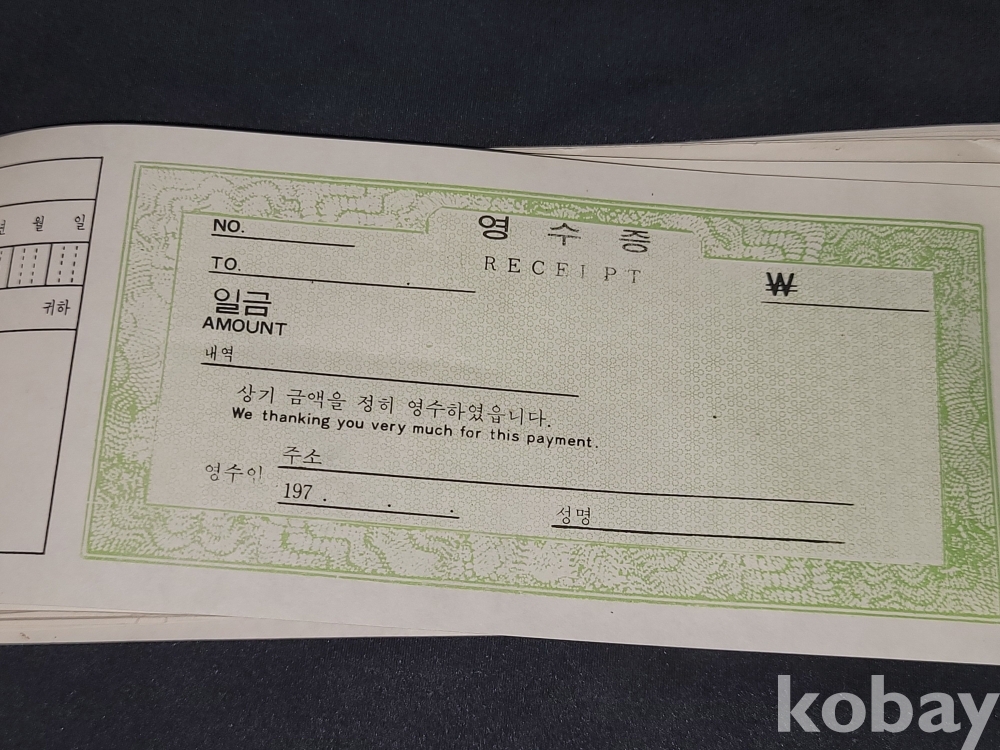 월 일
귀하
NO.
영 수 증
TO.
RECEIPT
₩
일금
AMOUNT
내역
상기 금액을 정히 영수하였읍니다.
We thanking you very much for this payment.
영수인
주소
197 . . .
성명
kobay